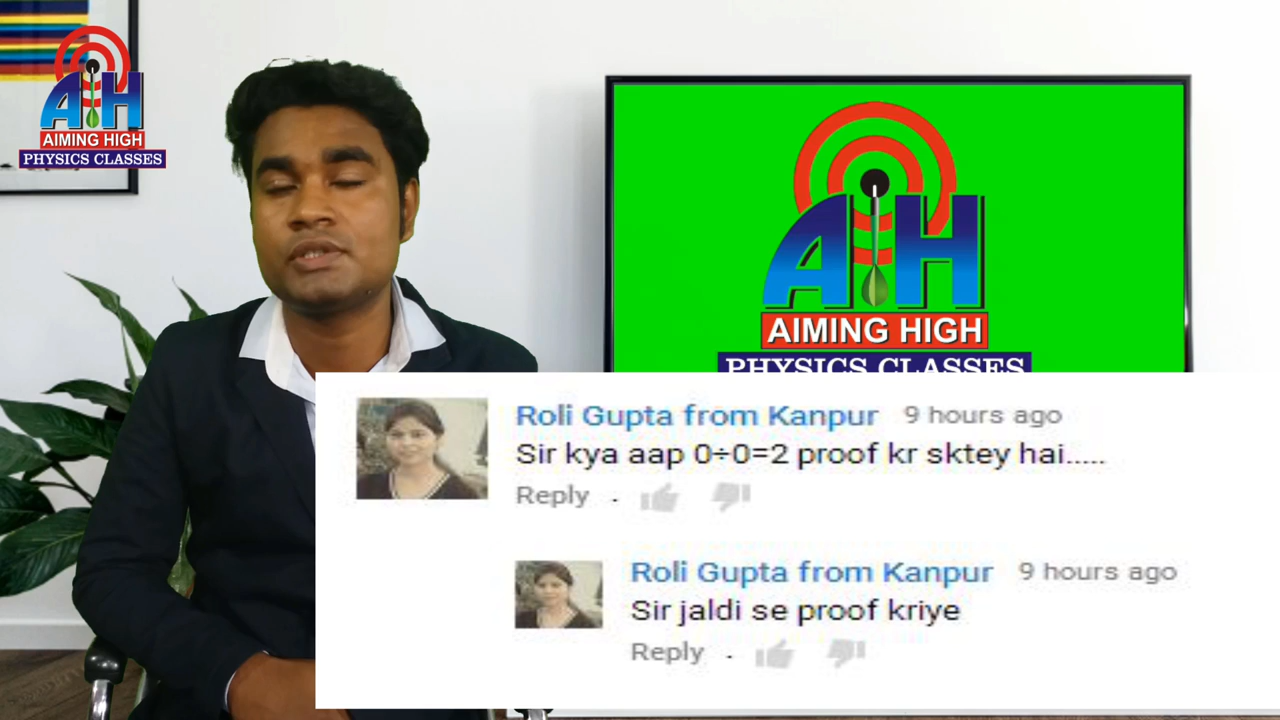 AH
AIMING HIGH
PHYSICS CLASSES
AH
AIMING HIGH
PHYSICS CLASSES
Roli Gupta from Kanpur 9 hours ago
Sir kya aap 0÷0=2 proof kr sktey hai.....
Reply .
Roli Gupta from Kanpur 9 hours ago
Sir jaldi se proof kriye
Reply .